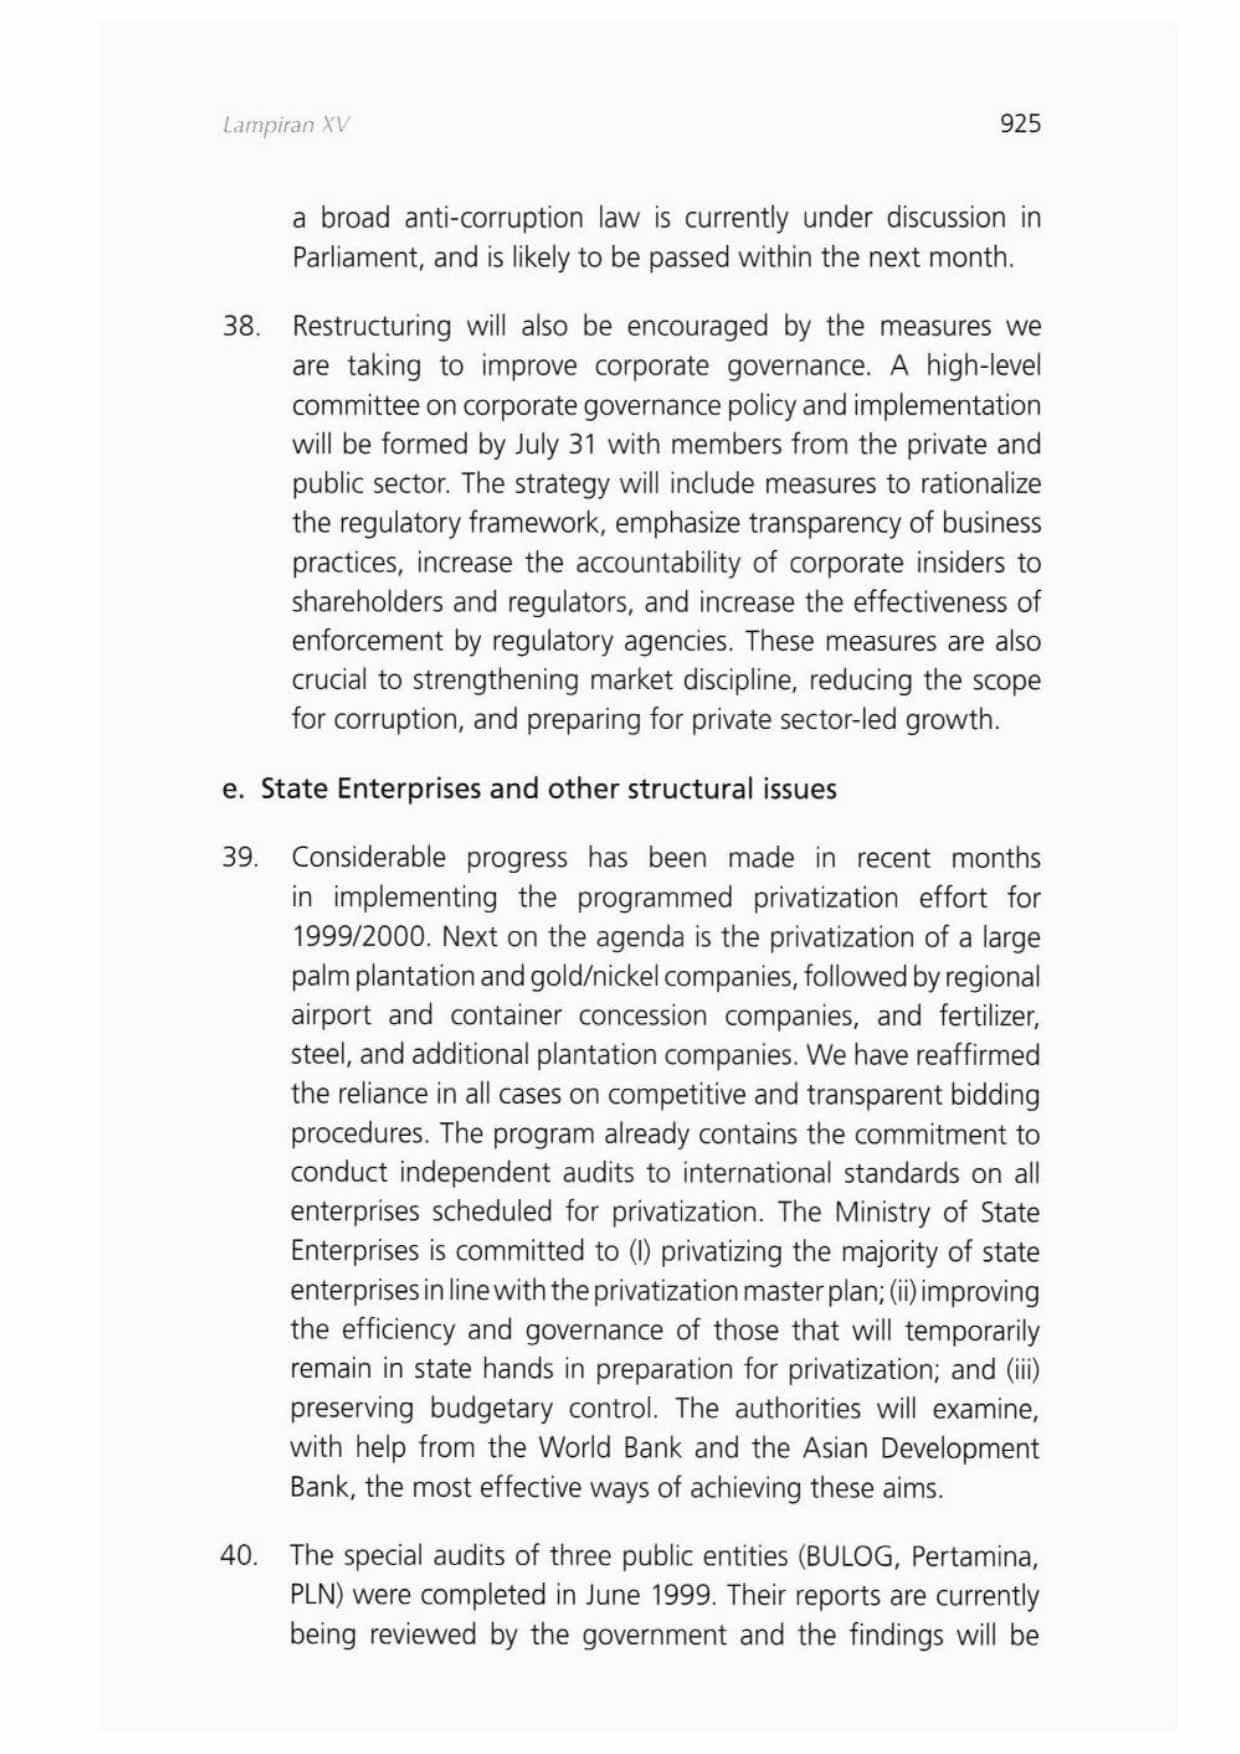 Lampiran XV 925
a broad anti-corruption law is currently under discussion in
Parliament, and is likely to be passed within the next month.
38. Restructuring will also be encouraged by the measures we
are taking to improve corporate governance. A high-level
committee on corporate governance policy and implementation
will be formed by July 31 with members from the private and
public sector. The strategy will include measures to rationalize
the regulatory framework, emphasize transparency of business
practices, increase the accountability of corporate insiders to
shareholders and regulators, and increase the effectiveness of
enforcement by regulatory agencies. These measures are also
crucial to strengthening market discipline, reducing the scope
for corruption, and preparing for private sector-led growth.
e. State Enterprises and other structural issues
39. Considerable progress has been made in recent months
in implementing the programmed privatization effort for
1999/2000. Next on the agenda is the privatization of a large
palm plantation and gold/nickel companies, followed by regional
airport and container concession companies, and fertilizer,
steel, and additional plantation companies. We have reaffirmed
the reliance in all cases on competitive and transparent bidding
procedures. The program already contains the commitment to
conduct independent audits to international standards on all
enterprises scheduled for privatization. The Ministry of State
Enterprises is committed to (I) privatizing the majority of state
enterprises in line with the privatization master plan; (ii) improving
the efficiency and governance of those that will temporarily
remain in state hands in preparation for privatization; and (iii)
preserving budgetary control. The authorities will examine,
with help from the World Bank and the Asian Development
Bank, the most effective ways of achieving these aims.
40. The special audits of three public entities (BULOG, Pertamina,
PLN) were completed in June 1999. Their reports are currently
being reviewed by the government and the findings will be